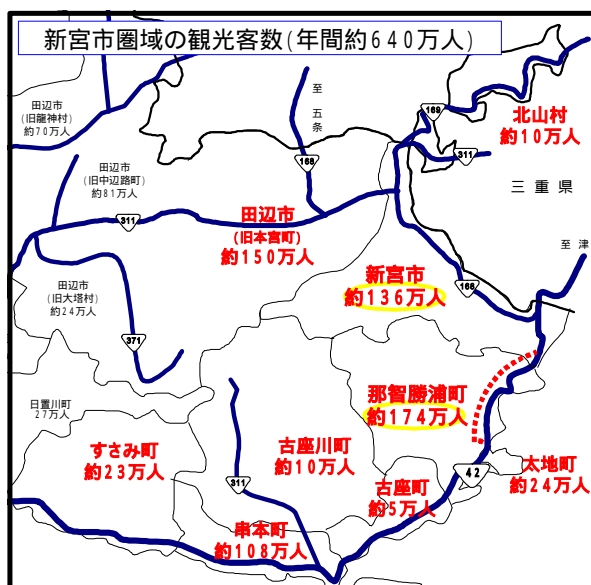 新宮市圏域の観光客数(年間約640万人)
田辺市
(旧龍神村)
約70万人
至五条
169
北山村
約10万人
168
311
三重県
田辺市
(旧中辺路町)
約81万人
311
田辺市
(旧本宮町)
約150万人
至津
新宮市
約136万人
168
田辺市
(旧大塔村)
約24万人
371
日置川町
27万人
那智勝浦町
約174万人
すさみ町
約23万人
古座川町
約10万人
42
太地町
約24万人
古座町
約5万人
311
串本町
約108万人